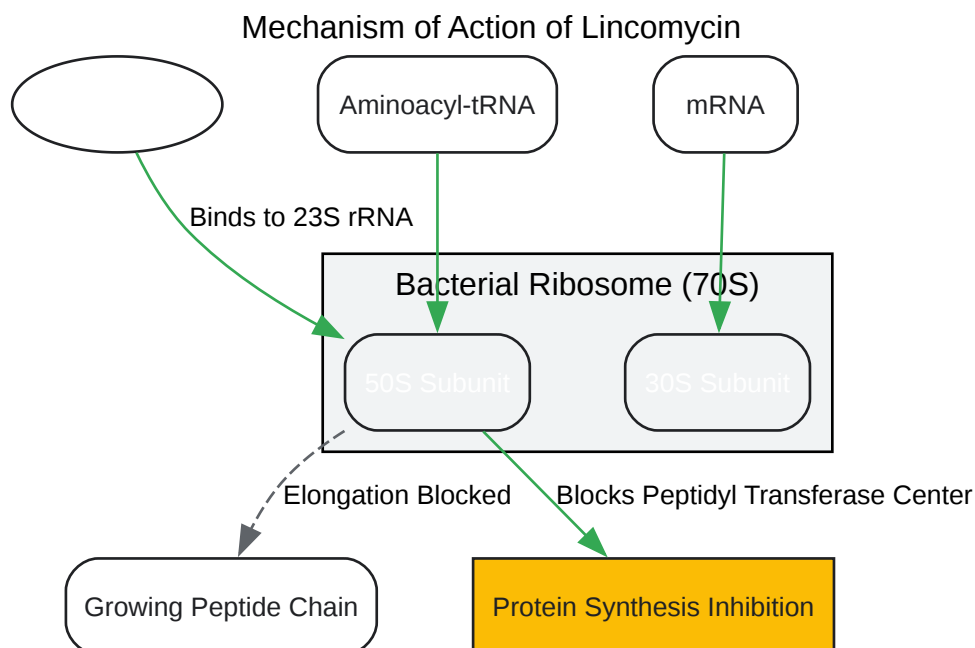 Mechanism of Action of Lincomycin
Aminoacyl-tRNA
mRNA
Binds to 23S rRNA
Bacterial Ribosome (70S)
50S Subunit
30S Subunit
Elongation Blocked
Blocks Peptidyl Transferase Center
Growing Peptide Chain
Protein Synthesis Inhibition